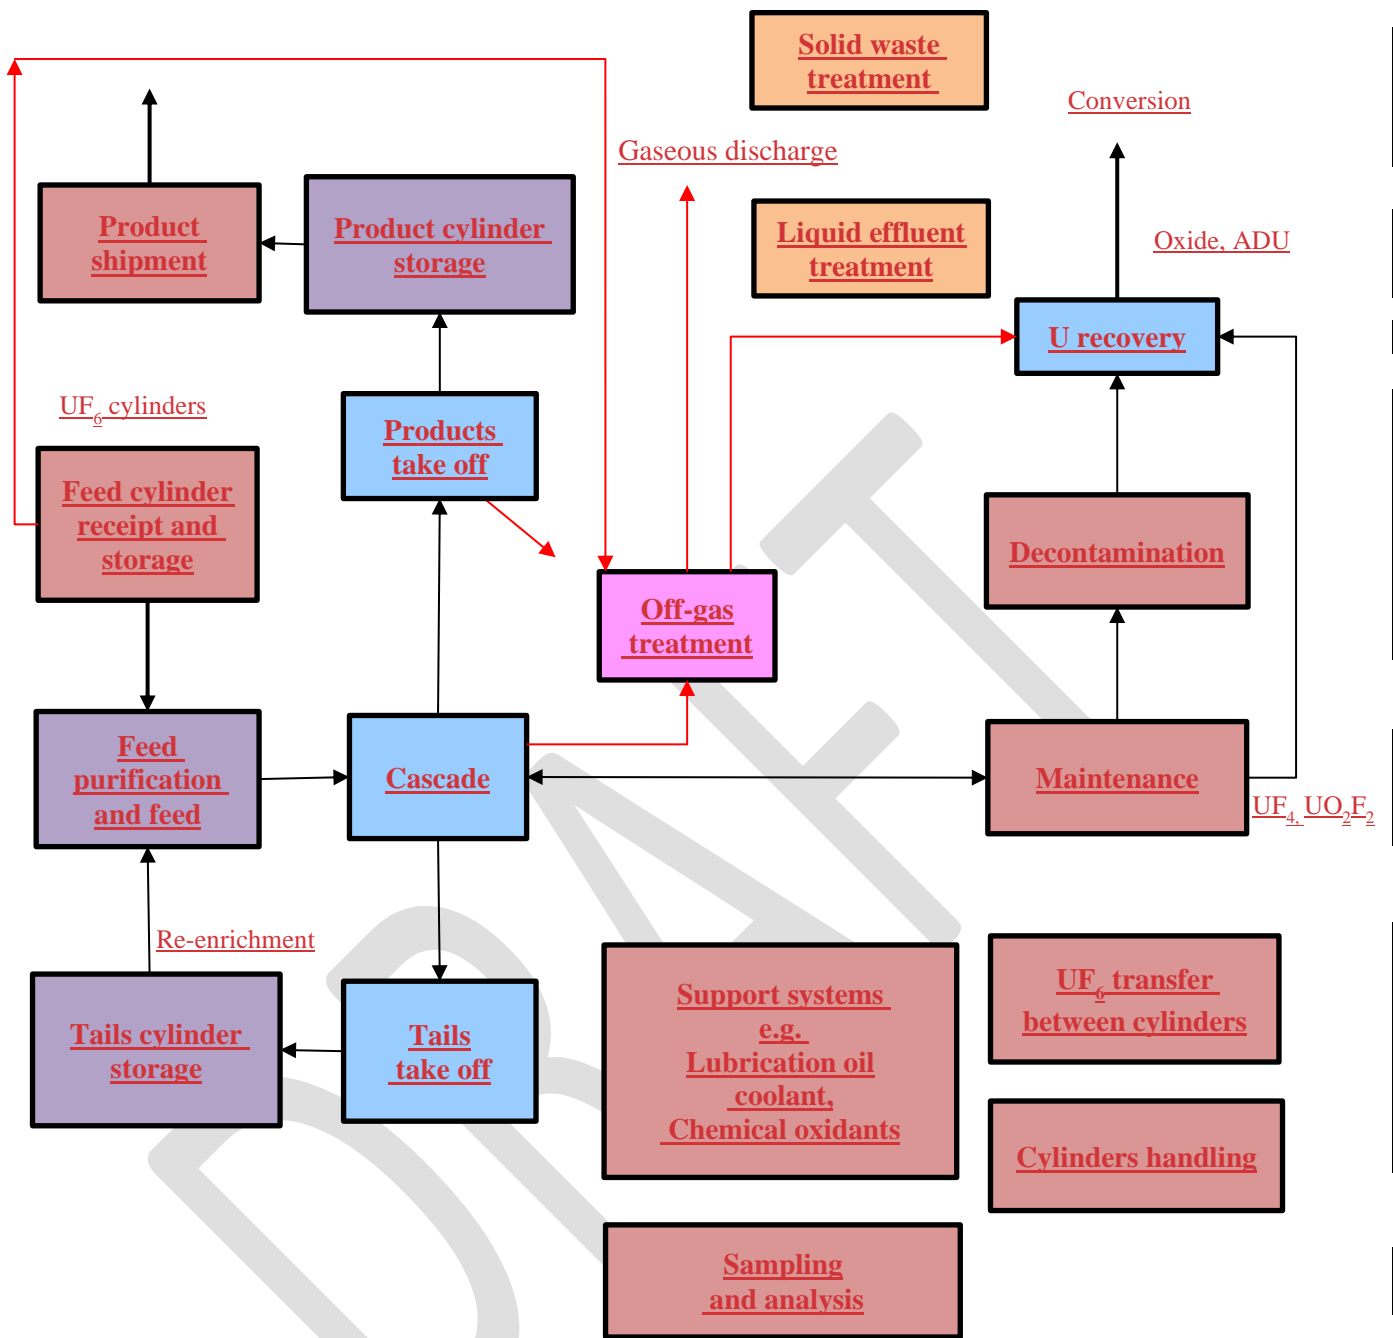 Solid waste
treatment
Conversion
Gaseous discharge
Product
shipment
Product cylinder
storage
Liquid effluent
treatment
Oxide, ADU
U recovery
UF6 cylinders
Products
take off
Feed cylinder
receipt and
storage
Decontamination
Off-gas
treatment
Feed
purification
and feed
Cascade
Maintenance
UF4, UO2F2
Re-enrichment
Tails cylinder
storage
Tails
take off
Support systems
e.g.
Lubrication oil
coolant,
Chemical oxidants
UF6 transfer
between cylinders
Cylinders handling
Sampling
and analysis
DRAFT